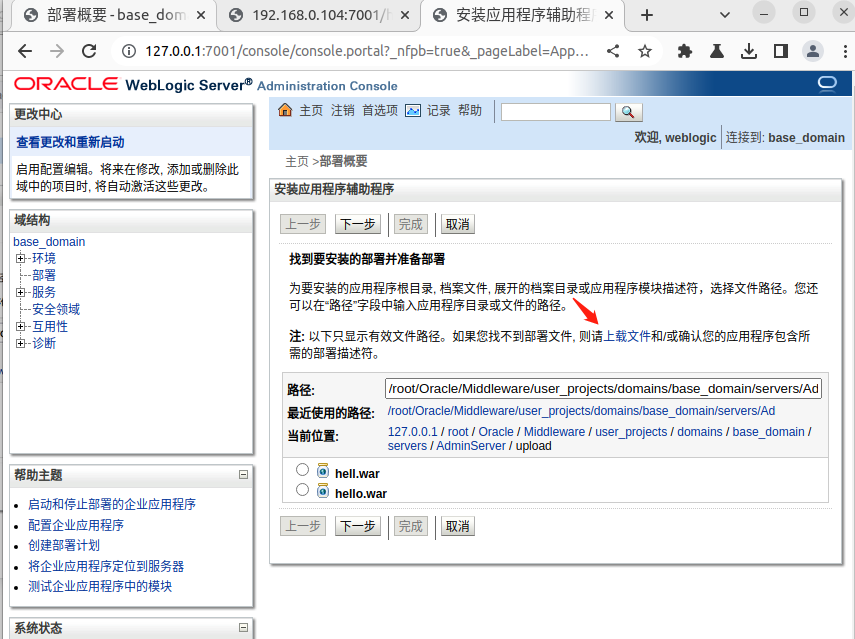 部署概要 - base_dom
192.168.0.104:7001/h
安装应用程序辅助程序
127.0.0.1:7001/console/console.portal?_nfpb=true&_pageLabel=App...
ORACLE WebLogic Server® Administration Console
更改中心
查看更改和重新启动
启用配置编辑。将来在修改, 添加或删除此
域中的项目时, 将自动激活这些更改。
域结构
base_domain
环境
部署
服务
安全领域
互用性
诊断
帮助主题
启动和停止部署的企业应用程序
配置企业应用程序
创建部署计划
将企业应用程序定位到服务器
测试企业应用程序中的模块
系统状态
主页 注销 首选项 记录 帮助
欢迎, weblogic 连接到: base_domain
主页 >部署概要
安装应用程序辅助程序
上一步 下一步 完成 取消
找到要安装的部署并准备部署
为要安装的应用程序根目录, 档案文件, 展开的档案目录或应用程序模块描述符，选择文件路径。您还
可以在“路径”字段中输入应用程序目录或文件的路径。
注: 以下只显示有效文件路径。如果您找不到部署文件, 则请上载文件和/或确认您的应用程序包含所
需的部署描述符。
路径: /root/Oracle/Middleware/user_projects/domains/base_domain/servers/Ad
最近使用的路径: /root/Oracle/Middleware/user_projects/domains/base_domain/servers/Ad
当前位置: 127.0.0.1 / root / Oracle / Middleware / user_projects / domains / base_domain /
servers / AdminServer / upload
hell.war
hello.war
上一步 下一步 完成 取消